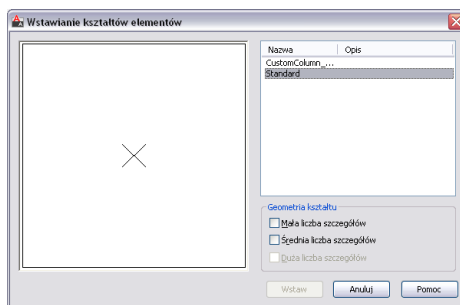 Wstawianie kształtów elementów
Nazwa Opis
CustomColumn_...
Standard
Geometria kształtu
Mała liczba szczegółów
Średnia liczba szczegółów
Duża liczba szczegółów
Wstaw Anuluj Pomoc